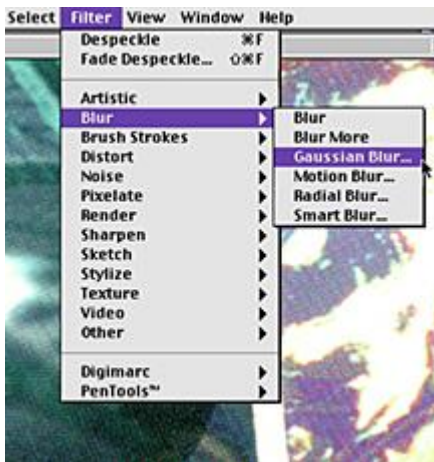 Select Filter View Window Help
Despeckle ⌘F
Fade Despeckle... ⇧⌘F
Artistic
Blur
Brush Strokes
Distort
Noise
Pixelate
Render
Sharpen
Sketch
Stylize
Texture
Video
Other
Digimarc
PenTools™
Blur
Blur More
Gaussian Blur...
Motion Blur...
Radial Blur...
Smart Blur...